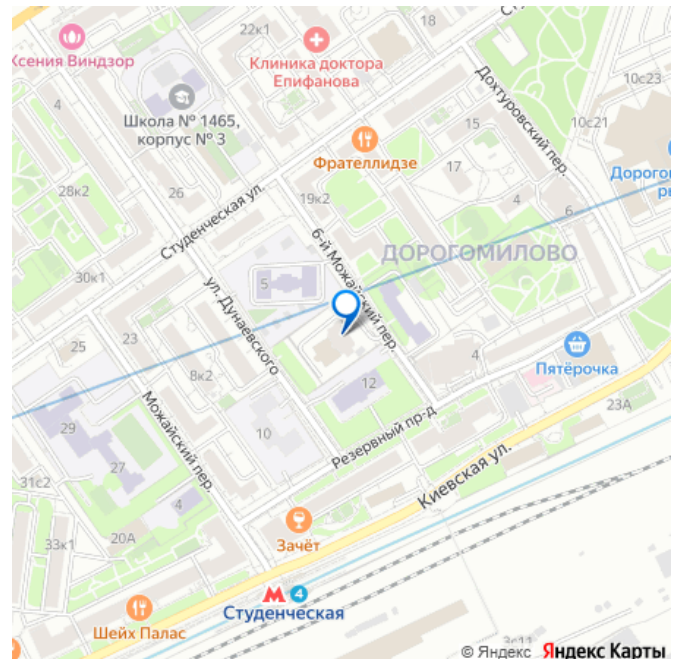 22к1
18
Ксения Виндзор
Клиника доктора
Епифанова
Студенческая ул.
10с23
4
Школа № 1465,
корпус № 3
Дохтуровский пер.
10с21
15
Фрателлидзе
17
28к2
26
19к2
4
6
6-й Можайский пер.
ДОРОГОМИЛОВО
30к1
5
ул. Дунаевского
25
23
8к2
12
4
Пятёрочка
23А
Можайский пер.
29
27
10
Резервный пр-д
Киевская ул.
31с2
4
20А
33к1
Зачёт
М 4
Студенческая
Шейх Палас
3с11
© Яндекс Яндекс Карты